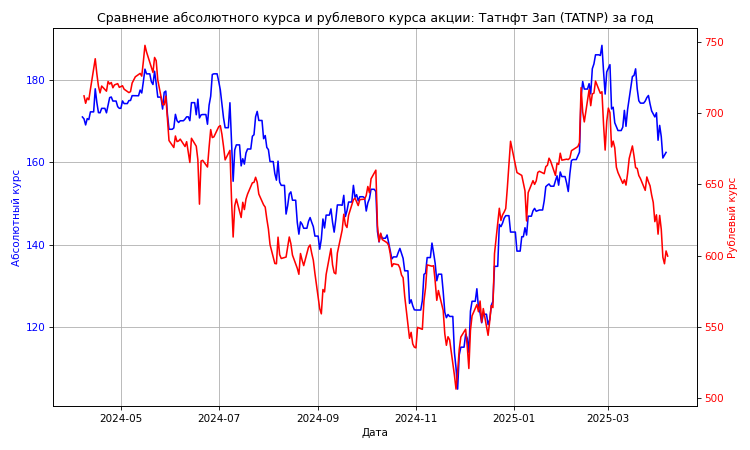 Сравнение абсолютного курса и рублевого курса акции: Татнфт 3ап (TATNP) за год
750
700
650
600
550
500
180
160
140
120
Абсолютный курс
Рублевый курс
2024-05 2024-07 2024-09 2024-11 2025-01 2025-03
Дата